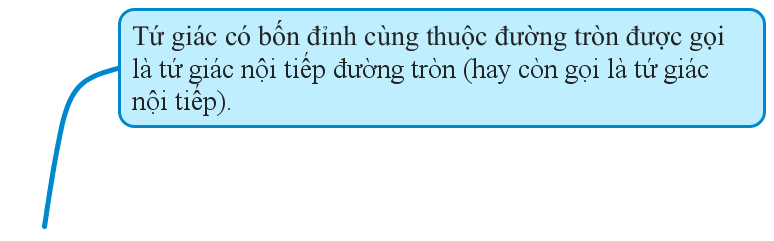 Tứ giác có bốn đỉnh cùng thuộc đường tròn được gọi
là tứ giác nội tiếp đường tròn (hay còn gọi là tứ giác
nội tiếp).